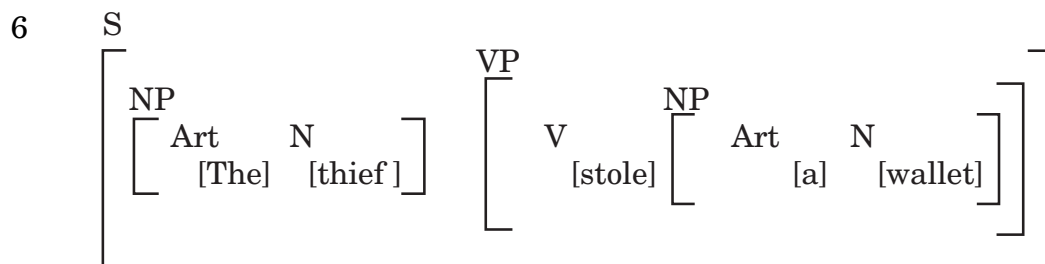 6 S
VP
NP NP
Art N V Art N
[The] [thief ] [stole] [a] [wallet]